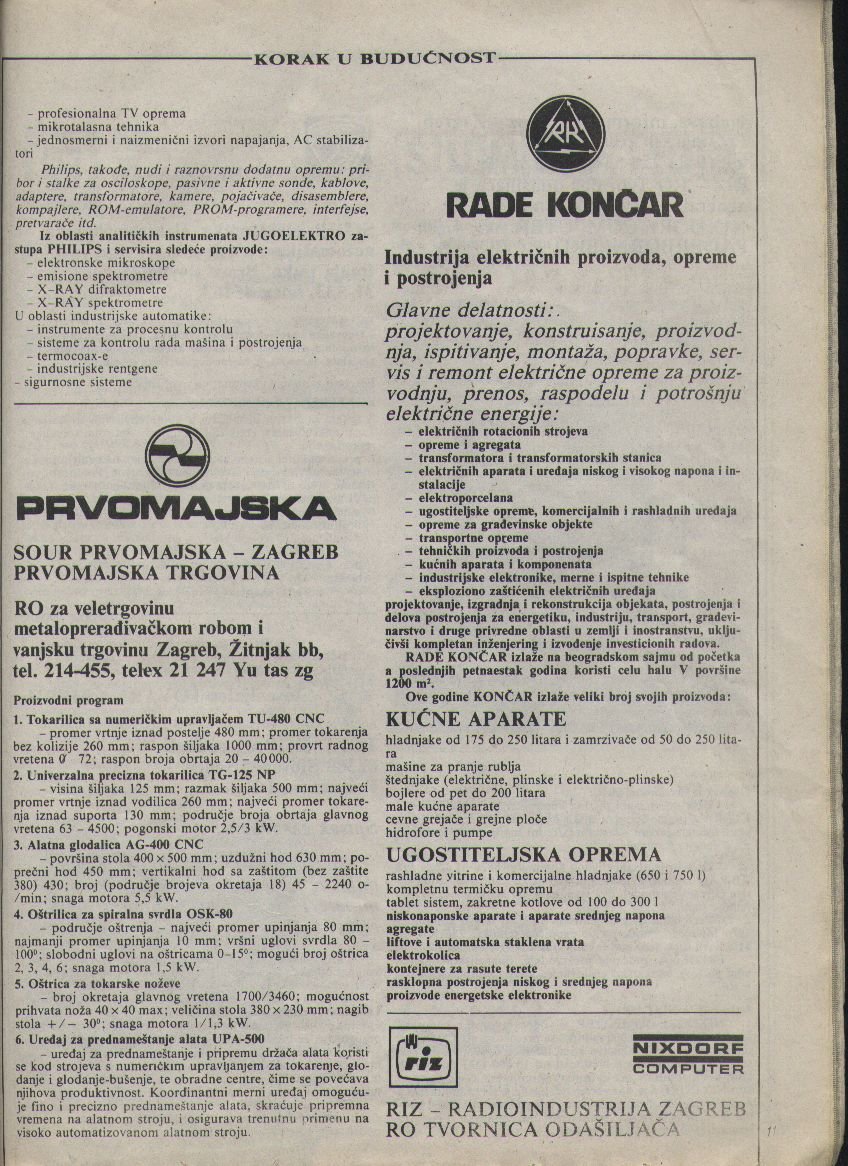 KORAK U BUDUĆNOST
- profesionalna TV oprema
- mikrotalasna tehnika
- jednosmerni i naizmenični izvori napajanja, AC stabiliza-
tori
Philips, takođe, nudi i raznovrsnu dodatnu opremu: pri-
bor i stalke za osciloskope, pasivne i aktivne sonde, kablove,
adaptere, transformatore, kamere, pojačivače, disasemblere,
kompajlere, ROM-emulatore, PROM-programere, interfejse,
pretvarače itd.
Iz oblasti analitičkih instrumenata JUGOELEKTRO za-
stupa PHILIPS i servisira sledeće proizvode:
- elektronske mikroskope
- emisione spektrometre
- X-RAY difraktometre
- X-RAY spektrometre
U oblasti industrijske automatike:
- instrumente za procesnu kontrolu
- sisteme za kontrolu rada mašina i postrojenja
- termocoax-e
- industrijske rentgene
- sigurnosne sisteme
PRVOMAJSKA
SOUR PRVOMAJSKA – ZAGREB
PRVOMAJSKA TRGOVINA
RO za veletrgovinu
metaloprerađivačkom robom i
vanjsku trgovinu Zagreb, Žitnjak bb,
tel. 214-455, telex 21 247 Yu tas zg
Proizvodni program
1. Tokarilica sa numeričkim upravljačem TU-480 CNC
– promer vrtnje iznad postelje 480 mm; promer tokarenja
bez kolizije 260 mm; raspon šiljaka 1000 mm; provrt radnog
vretena Ø 72; raspon broja obrtaja 20 – 40000.
2. Univerzalna precizna tokarilica TG-125 NP
– visina šiljaka 125 mm; razmak šiljaka 500 mm; najveći
promer vrtnje iznad vodilica 260 mm; najveći promer tokare-
nja iznad suporta 130 mm; područje broja obrtaja glavnog
vretena 63 – 4500; pogonski motor 2,5/3 kW.
3. Alatna glodalica AG-400 CNC
– površina stola 400 × 500 mm; uzdužni hod 630 mm; po-
prečni hod 450 mm; vertikalni hod sa zaštitom (bez zaštite
380) 430; broj (područje brojeva okretaja 18) 45 – 2240 o-
/min; snaga motora 5,5 kW.
4. Oštrilica za spiralna svrdla OSK-80
– područje oštrenja – najveći promer upinjanja 80 mm;
najmanji promer upinjanja 10 mm; vršni uglovi svrdla 80 –
100°; slobodni uglovi na oštricama 0–15°; mogući broj oštrica
2, 3, 4, 6; snaga motora 1,5 kW.
5. Oštrica za tokarske noževe
– broj okretaja glavnog vretena 1700/3460; mogućnost
prihvata noža 40 × 40 max; veličina stola 380 × 230 mm; nagib
stola +/− 30°; snaga motora 1/1,3 kW.
6. Uređaj za prednameštanje alata UPA-500
– uređaj za prednameštanje i pripremu držača alata koristi
se kod strojeva s numeričkim upravljanjem za tokarenje, glo-
danje i glodanje-bušenje, te obradne centre, čime se povećava
njihova produktivnost. Koordinantni merni uređaj omoguću-
je fino i precizno prednameštanje alata, skraćuje pripremna
vremena na alatnom stroju, i osigurava trenutnu primenu na
visoko automatizovanom alatnom stroju.
RK
RADE KONČAR
Industrija električnih proizvoda, opreme
i postrojenja
Glavne delatnosti:
projektovanje, konstruisanje, proizvod-
nja, ispitivanje, montaža, popravke, ser-
vis i remont električne opreme za proiz-
vodnju, prenos, raspodelu i potrošnju
električne energije:
– električnih rotacionih strojeva
– opreme i agregata
– transformatora i transformatorskih stanica
– električnih aparata i uređaja niskog i visokog napona i in-
stalacije
– elektroporcelana
– ugostiteljske opreme, komercijalnih i rashladnih uređaja
– opreme za građevinske objekte
– transportne opreme
– tehničkih proizvoda i postrojenja
– kućnih aparata i komponenata
– industrijske elektronike, merne i ispitne tehnike
– eksploziono zaštićenih električnih uređaja
projektovanje, izgradnja i rekonstrukcija objekata, postrojenja i
delova postrojenja za energetiku, industriju, transport, građevi-
narstvo i druge privredne oblasti u zemlji i inostranstvu, uklju-
čivši kompletan inženjering i izvođenje investicionih radova.
RADE KONČAR izlaže na beogradskom sajmu od početka
a poslednjih petnaestak godina koristi celu halu V površine
1200 m².
Ove godine KONČAR izlaže veliki broj svojih proizvoda:
KUĆNE APARATE
hladnjake od 175 do 250 litara i zamrzivače od 50 do 250 lita-
ra
mašine za pranje rublja
štednjake (električne, plinske i električno-plinske)
bojlere od pet do 200 litara
male kućne aparate
cevne grejače i grejne ploče
hidrofore i pumpe
UGOSTITELJSKA OPREMA
rashladne vitrine i komercijalne hladnjake (650 i 750 l)
kompletnu termičku opremu
tablet sistem, zakretne kotlove od 100 do 300 l
niskonaponske aparate i aparate srednjeg napona
agregate
liftove i automatska staklena vrata
elektrokolica
kontejnere za rasute terete
rasklopna postrojenja niskog i srednjeg napona
proizvode energetske elektronike
riz
NIXDORF
COMPUTER
RIZ – RADIOINDUSTRIJA ZAGREB
RO TVORNICA ODAŠILJAČA
11